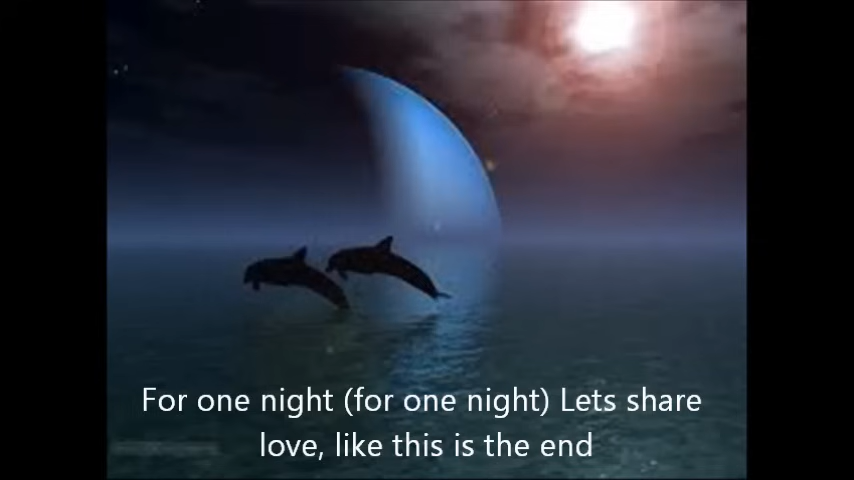 For one night (for one night) Lets share
love, like this is the end